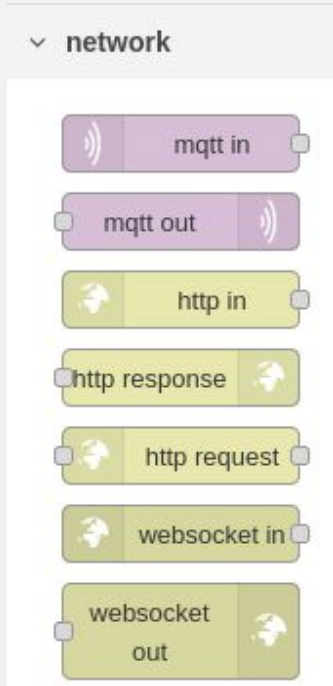 network
mqtt in
mqtt out
http in
http response
http request
websocket in
websocket
out